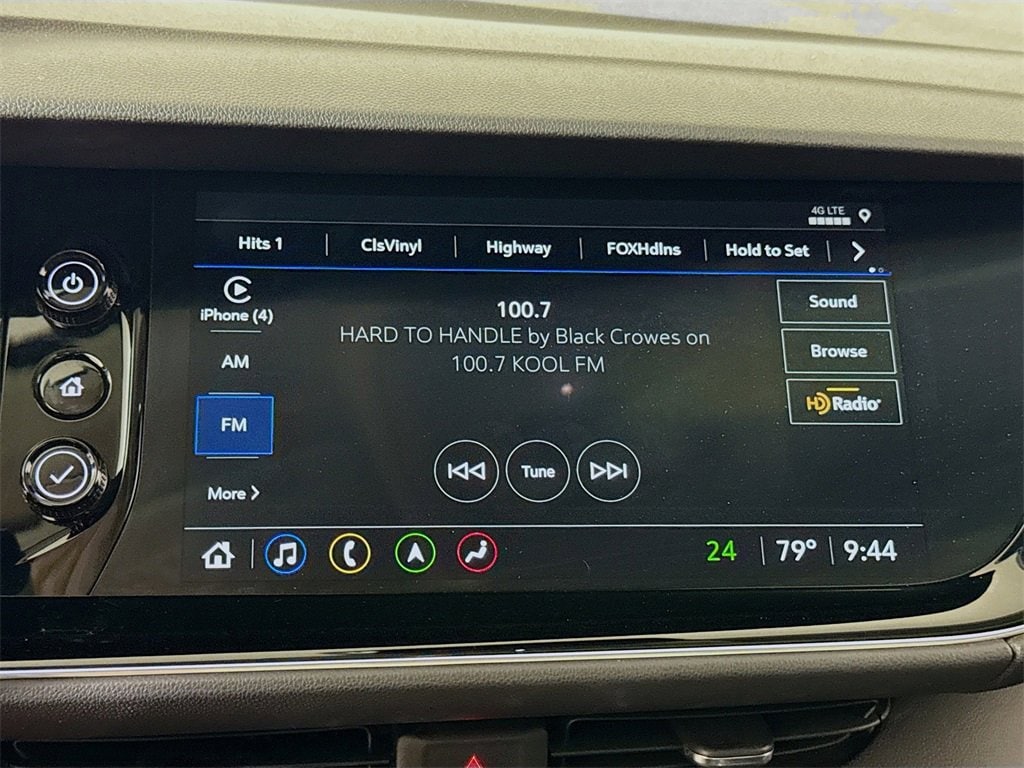 4G LTE
Hits 1
ClsVinyl
Highway
FOXHdlns
Hold to Set
iPhone (4)
AM
FM
More
100.7
HARD TO HANDLE by Black Crowes on
100.7 KOOL FM
Tune
Sound
Browse
HD Radio
24
79°
9:44